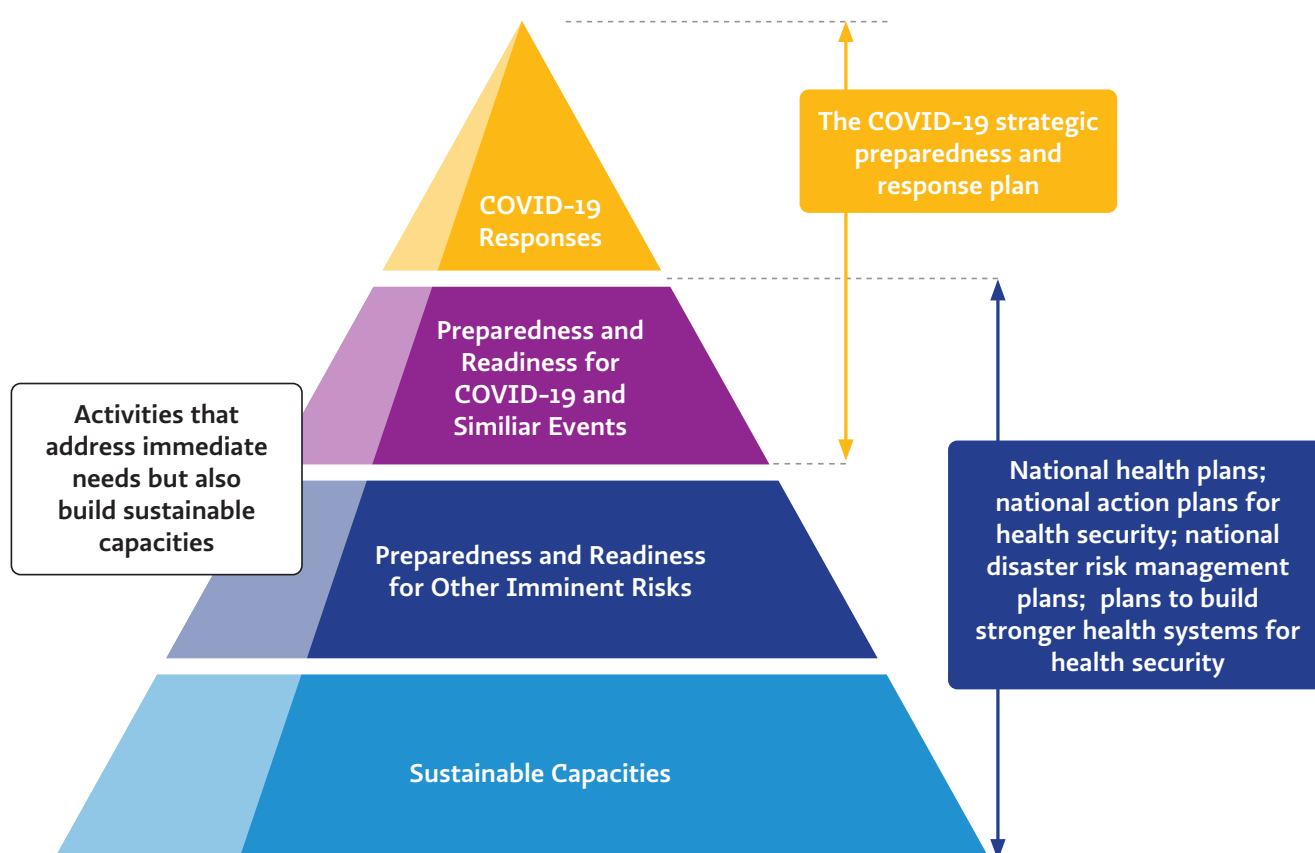 The COVID-19 strategic
preparedness and
response plan
COVID-19
Responses
Preparedness and
Readiness for
COVID-19 and
Similiar Events
Activities that
address immediate
needs but also
build sustainable
capacities
National health plans;
national action plans for
health security; national
disaster risk management
plans; plans to build
stronger health systems for
health security
Preparedness and Readiness
for Other Imminent Risks
Sustainable Capacities